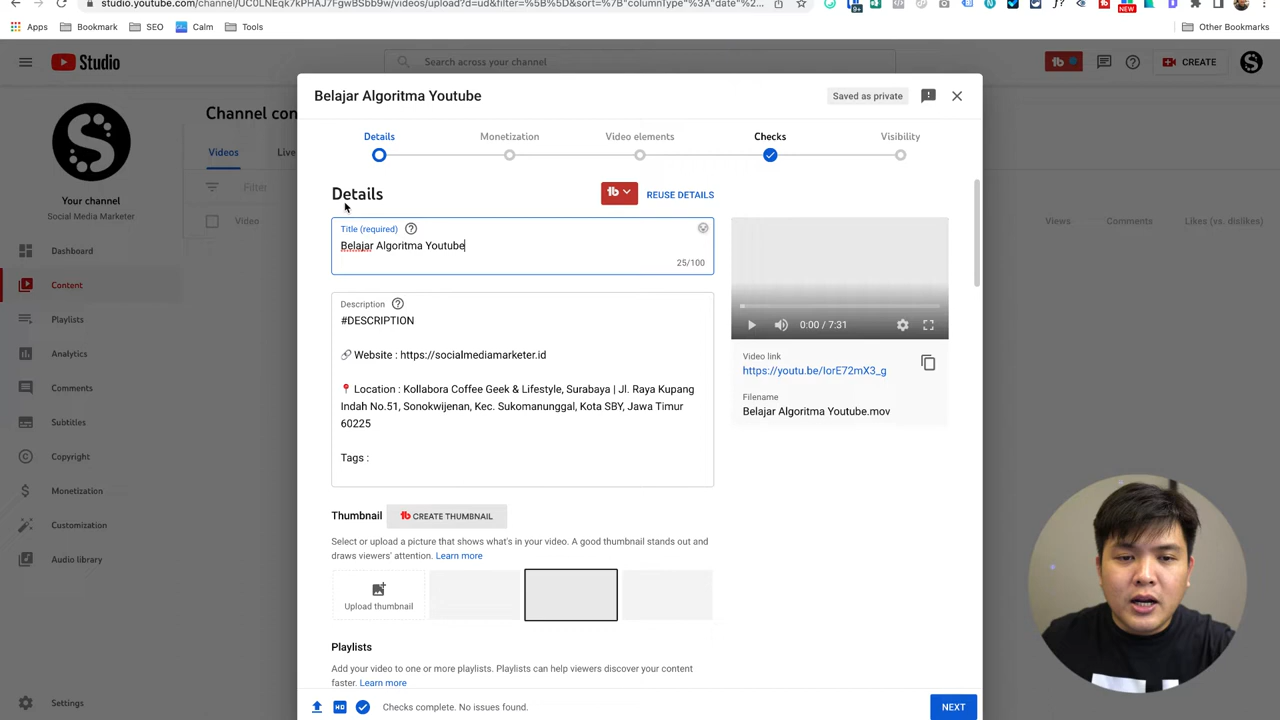 studio.youtube.com/channel/UC0LNEqk7kPHAJ7FgwBSbb9w/videos/upload?d=ud&filter=%5B%5D&sort=%7B"columnType"%3A"date"%2...
Apps
Bookmark
SEO
Calm
Tools
Other Bookmarks
NEW
9+
Studio
Search across your channel
tb
CREATE
Your channel
Social Media Marketer
Dashboard
Content
Playlists
Analytics
Comments
Subtitles
Copyright
Monetization
Customization
Audio library
Settings
Channel con
Videos
Live
Filter
Video
Views
Comments
Likes (vs. dislikes)
Belajar Algoritma Youtube
Saved as private
Details
Monetization
Video elements
Checks
Visibility
Details
tb
REUSE DETAILS
Title (required)
Belajar Algoritma Youtube
25/100
Description
#DESCRIPTION
🔗 Website : https://socialmediamarketer.id
📍 Location : Kollabora Coffee Geek & Lifestyle, Surabaya | Jl. Raya Kupang
Indah No.51, Sonokwijenan, Kec. Sukomanunggal, Kota SBY, Jawa Timur
60225
Tags :
0:00 / 7:31
Video link
https://youtu.be/IorE72mX3_g
Filename
Belajar Algoritma Youtube.mov
Thumbnail
tb CREATE THUMBNAIL
Select or upload a picture that shows what's in your video. A good thumbnail stands out and
draws viewers' attention. Learn more
Upload thumbnail
Playlists
Add your video to one or more playlists. Playlists can help viewers discover your content
faster. Learn more
HD
Checks complete. No issues found.
NEXT